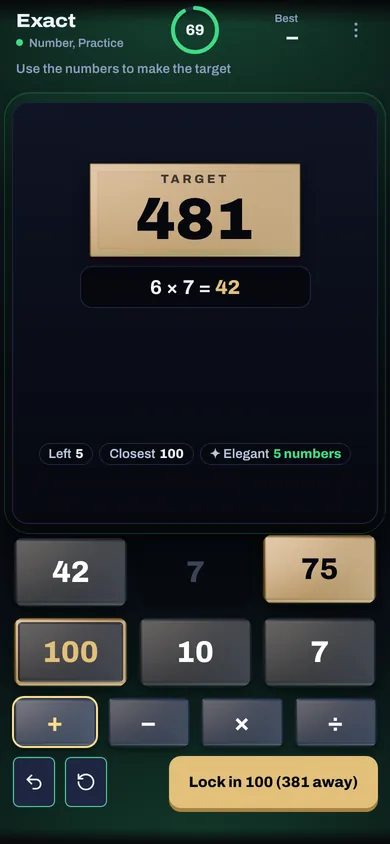 Exact
69
Best
Number, Practice
–
Use the numbers to make the target
TARGET
481
6 × 7 = 42
Left 5
Closest 100
✦ Elegant 5 numbers
42
7
75
100
10
7
+
−
×
÷
Lock in 100 (381 away)